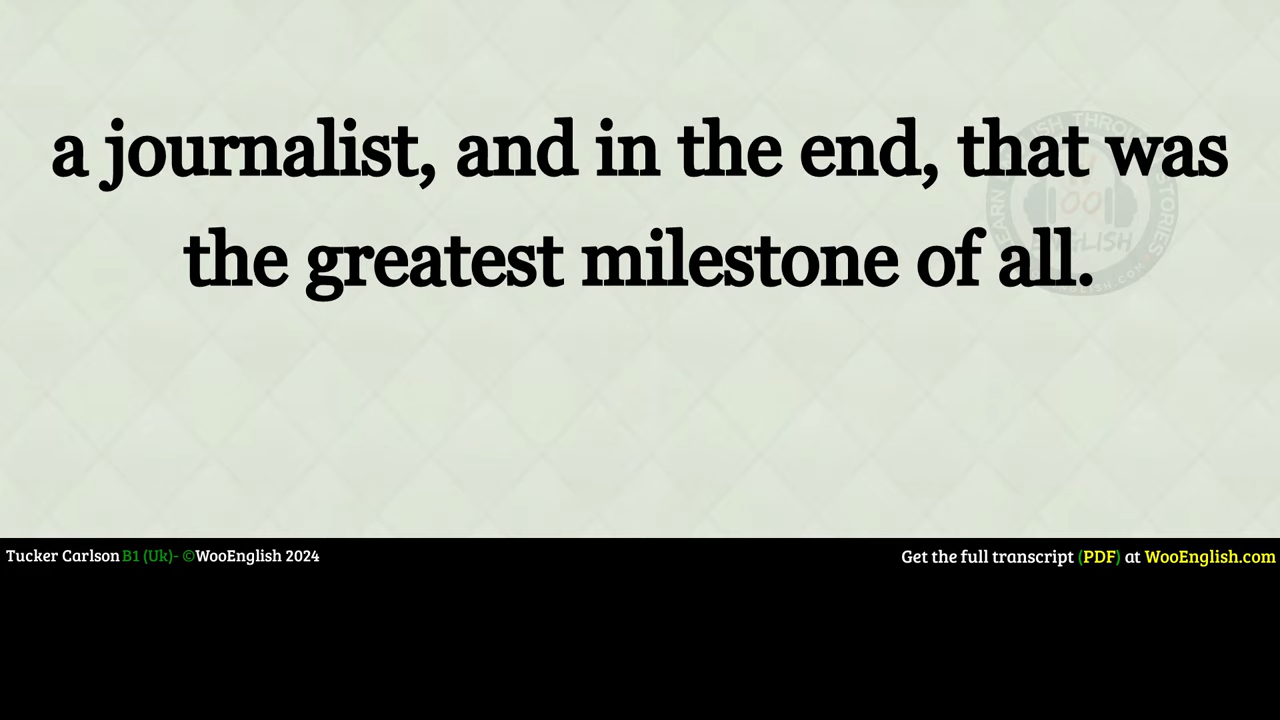 a journalist, and in the end, that was
the greatest milestone of all.
Tucker Carlson B1 (Uk)- ©WooEnglish 2024
Get the full transcript (PDF) at WooEnglish.com